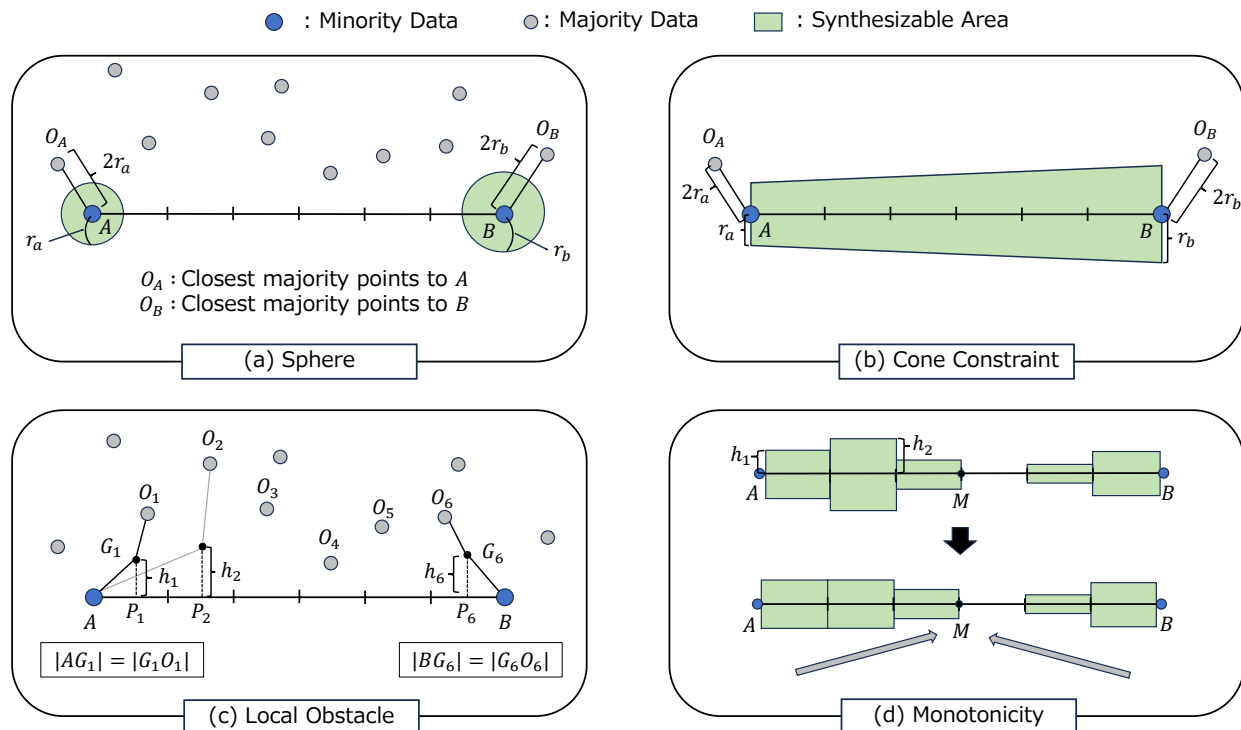 : Minority Data
: Majority Data
: Synthesizable Area
O_A
2r_a
2r_b
O_B
A
B
r_a
r_b
O_A : Closest majority points to A
O_B : Closest majority points to B
(a) Sphere
O_A
O_B
2r_a
2r_b
r_a
A
B
r_b
(b) Cone Constraint
O_2
O_1
O_3
O_6
O_5
G_1
O_4
G_6
h_1
h_2
h_6
A
P_1
P_2
P_6
B
|AG_1| = |G_1O_1|
|BG_6| = |G_6O_6|
(c) Local Obstacle
h_1
h_2
A
M
B
A
M
B
(d) Monotonicity